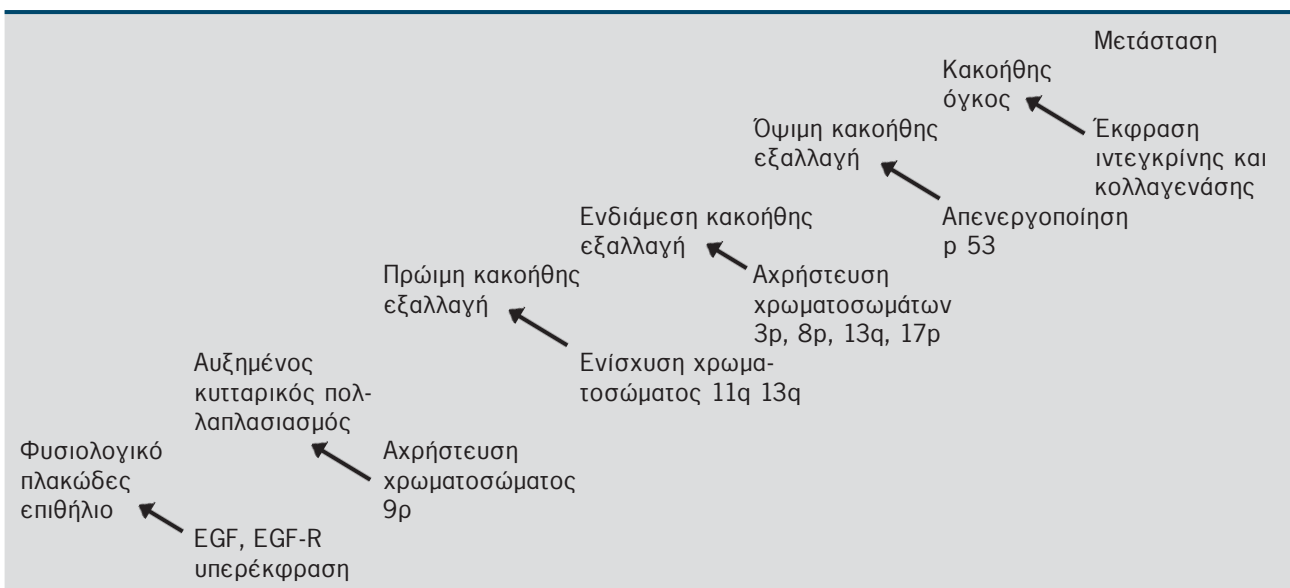 Μετάσταση
Κακοήθης
όγκος
Έκφραση
ιντεγκρίνης και
κολλαγενάσης
Όψιμη κακοήθης
εξαλλαγή
Απενεργοποίηση
p 53
Ενδιάμεση κακοήθης
εξαλλαγή
Αχρήστευση
χρωματοσωμάτων
3p, 8p, 13q, 17p
Πρώιμη κακοήθης
εξαλλαγή
Ενίσχυση χρωμα-
τοσώματος 11q 13q
Αυξημένος
κυτταρικός πολ-
λαπλασιασμός
Αχρήστευση
χρωματοσώματος
9p
Φυσιολογικό
πλακώδες
επιθήλιο
EGF, EGF-R
υπερέκφραση